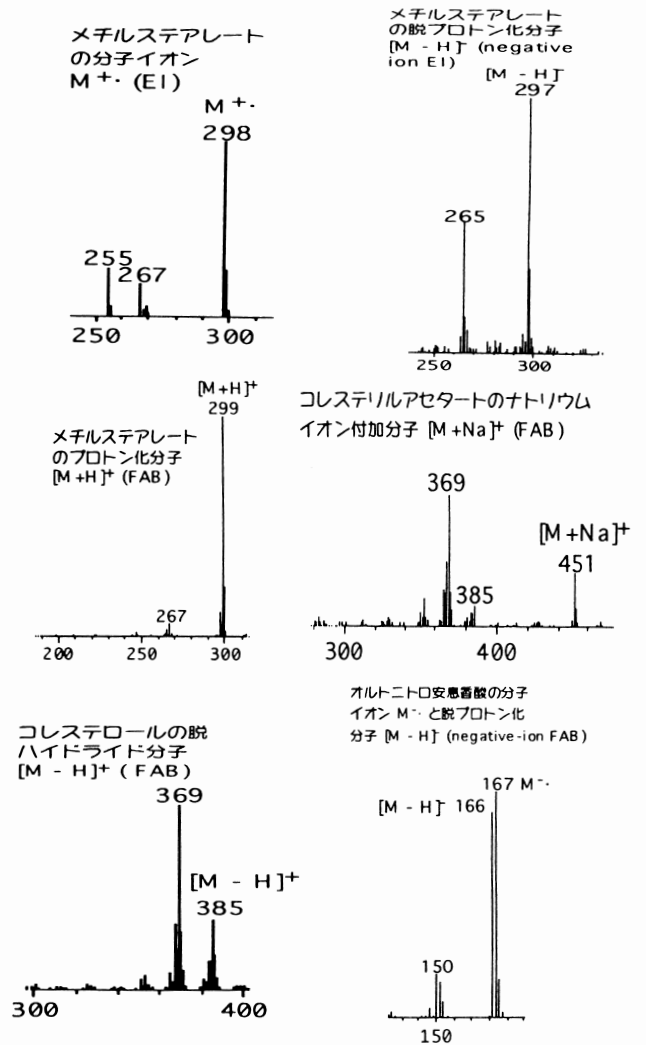 メチルステアレート
の分子イオン
M⁺· (EI)
M⁺·
298
255
267
250
300
メチルステアレート
の脱プロトン化分子
[M - H]⁻ (negative
ion EI)
[M - H]⁻
297
265
250
300
メチルステアレート
のプロトン化分子
[M+H]⁺ (FAB)
[M+H]⁺
299
267
200
250
300
コレステリルアセタートのナトリウム
イオン付加分子 [M+Na]⁺ (FAB)
369
[M+Na]⁺
451
385
300
400
コレステロールの脱
ハイドライド分子
[M - H]⁺ (FAB)
369
[M - H]⁺
385
300
400
オルトニトロ安息香酸の分子
イオン M⁻· と脱プロトン化
分子 [M - H]⁻ (negative-ion FAB)
167 M⁻·
[M - H]⁻ 166
150
150